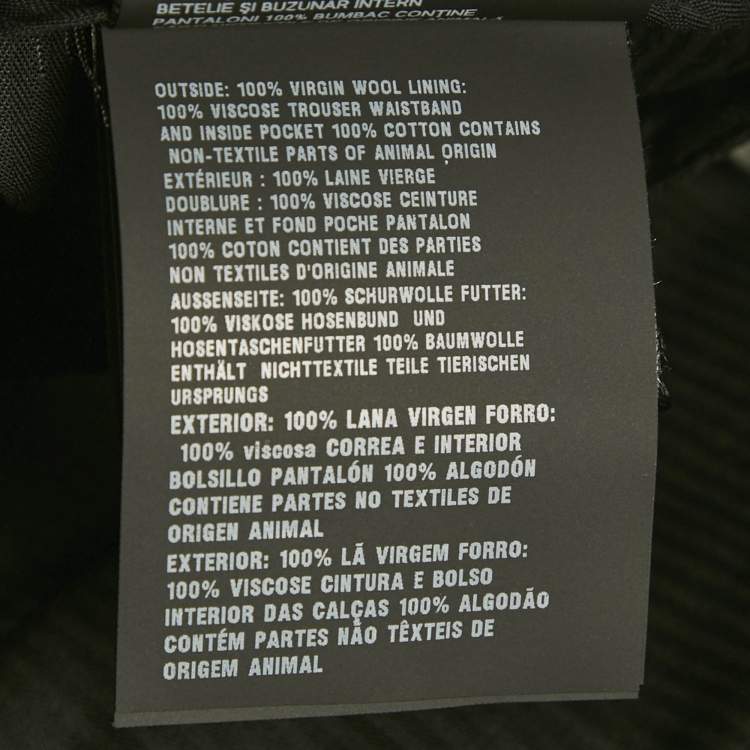 BETELIE ȘI BUZUNAR INTERN
PANTALONI 100% BUMBAC CONȚINE
OUTSIDE: 100% VIRGIN WOOL LINING:
100% VISCOSE TROUSER WAISTBAND
AND INSIDE POCKET 100% COTTON CONTAINS
NON-TEXTILE PARTS OF ANIMAL ORIGIN
EXTÉRIEUR : 100% LAINE VIERGE
DOUBLURE : 100% VISCOSE CEINTURE
INTERNE ET FOND POCHE PANTALON
100% COTON CONTIENT DES PARTIES
NON TEXTILES D'ORIGINE ANIMALE
AUSSENSEITE: 100% SCHURWOLLE FUTTER:
100% VISKOSE HOSENBUND UND
HOSENTASCHENFUTTER 100% BAUMWOLLE
ENTHÄLT NICHTTEXTILE TEILE TIERISCHEN
URSPRUNGS
EXTERIOR: 100% LANA VIRGEN FORRO:
100% viscosa CORREA E INTERIOR
BOLSILLO PANTALÓN 100% ALGODÓN
CONTIENE PARTES NO TEXTILES DE
ORIGEN ANIMAL
EXTERIOR: 100% LÃ VIRGEM FORRO:
100% VISCOSE CINTURA E BOLSO
INTERIOR DAS CALÇAS 100% ALGODÃO
CONTÉM PARTES NÃO TÊXTEIS DE
ORIGEM ANIMAL